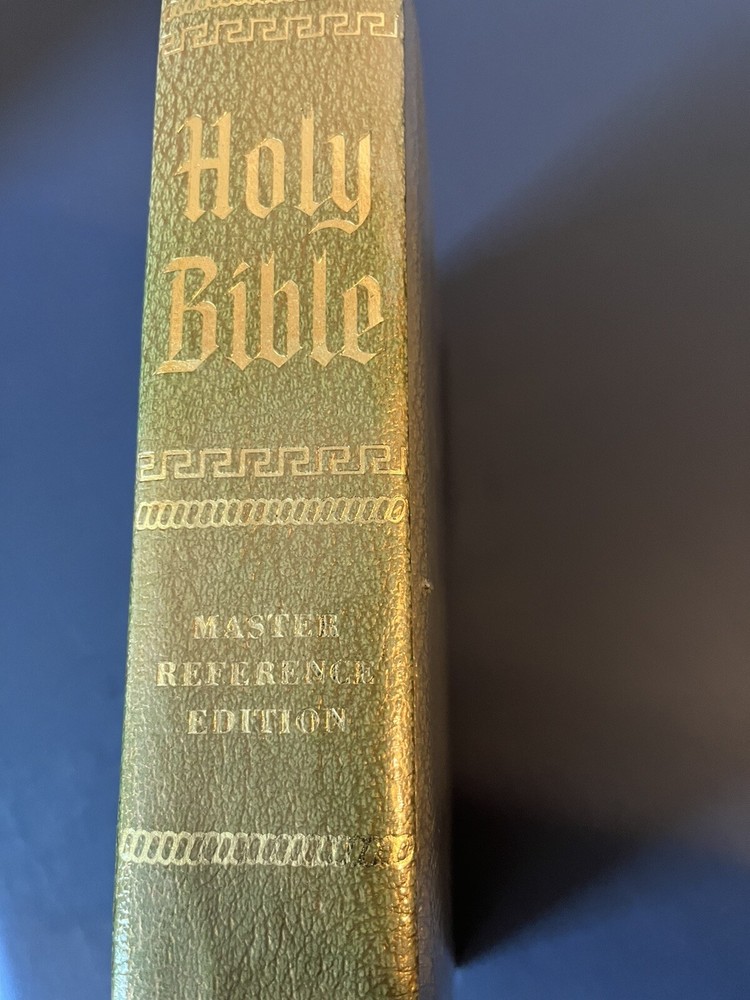 Holy
Bible
MASTER
REFERENCE
EDITION